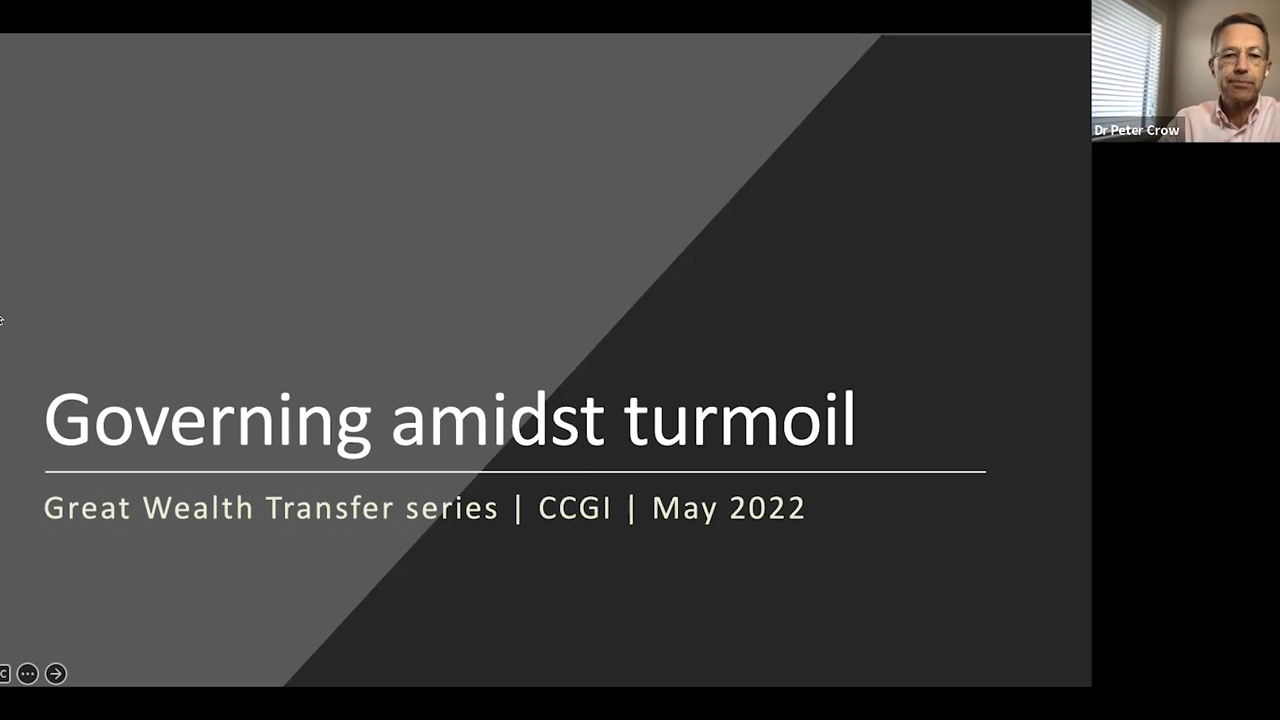 Dr Peter Crow
Governing amidst turmoil
Great Wealth Transfer series | CCGI | May 2022